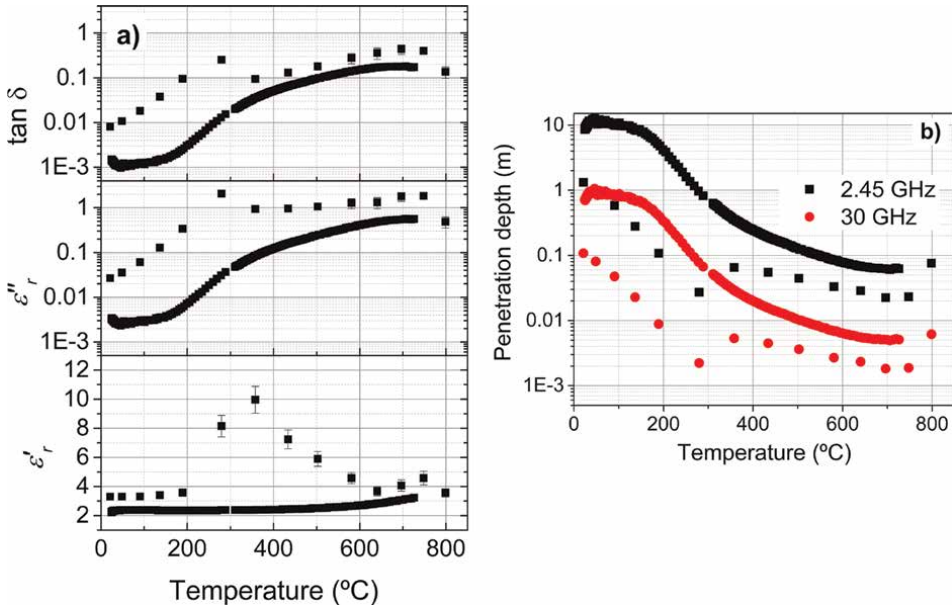 a)
1
0.1
0.01
1E-3
tan δ
1
0.1
0.01
1E-3
ε″r
12
10
8
6
4
2
ε′r
0 200 400 600 800
Temperature (ºC)
b)
10
1
0.1
0.01
1E-3
Penetration depth (m)
2.45 GHz
30 GHz
0 200 400 600 800
Temperature (ºC)